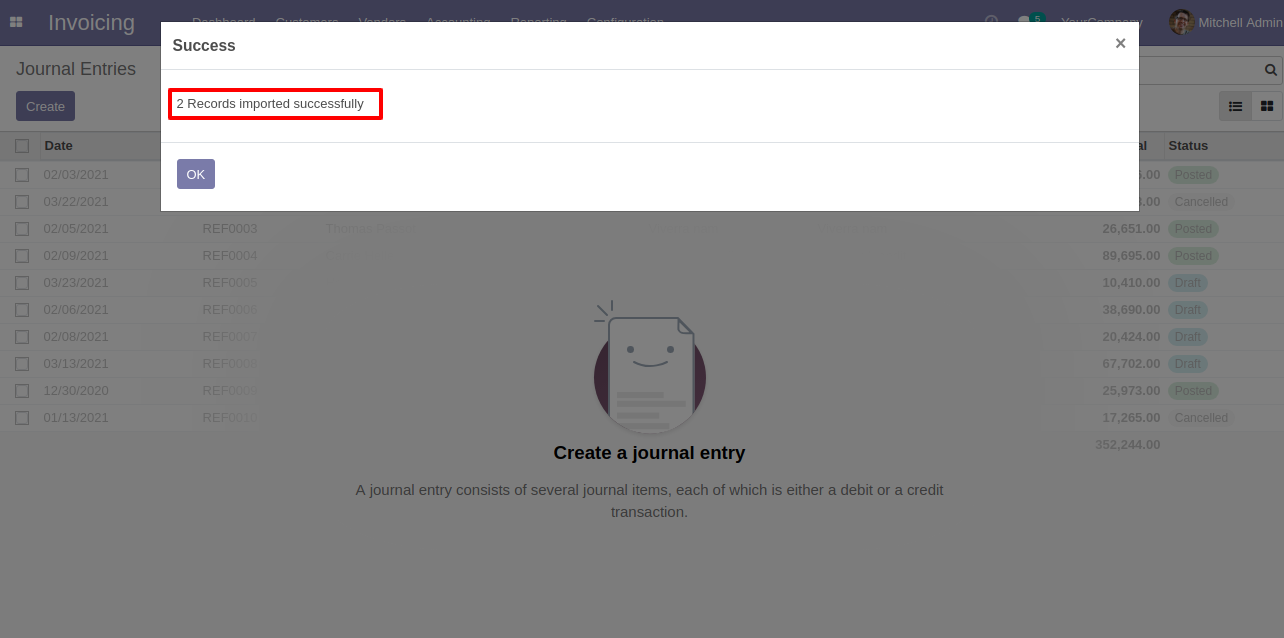 Invoicing Dashboard Customers Vendors Accounting Reporting Configuration 5 YourCompany Mitchell Admin
Success ×
Journal Entries
2 Records imported successfully
Create
Date Status
OK
02/03/2021 Posted
03/22/2021 Cancelled
02/05/2021 REF0003 Thomas 26,651.00 Posted
02/09/2021 REF0004 89,695.00 Posted
03/23/2021 REF0005 10,410.00 Draft
02/06/2021 REF0006 38,690.00 Draft
02/08/2021 REF0007 20,424.00 Draft
03/13/2021 REF0008 67,702.00 Draft
12/30/2020 REF0009 25,973.00 Posted
01/13/2021 REF0010 17,265.00 Cancelled
352,244.00
Create a journal entry
A journal entry consists of several journal items, each of which is either a debit or a credit
transaction.